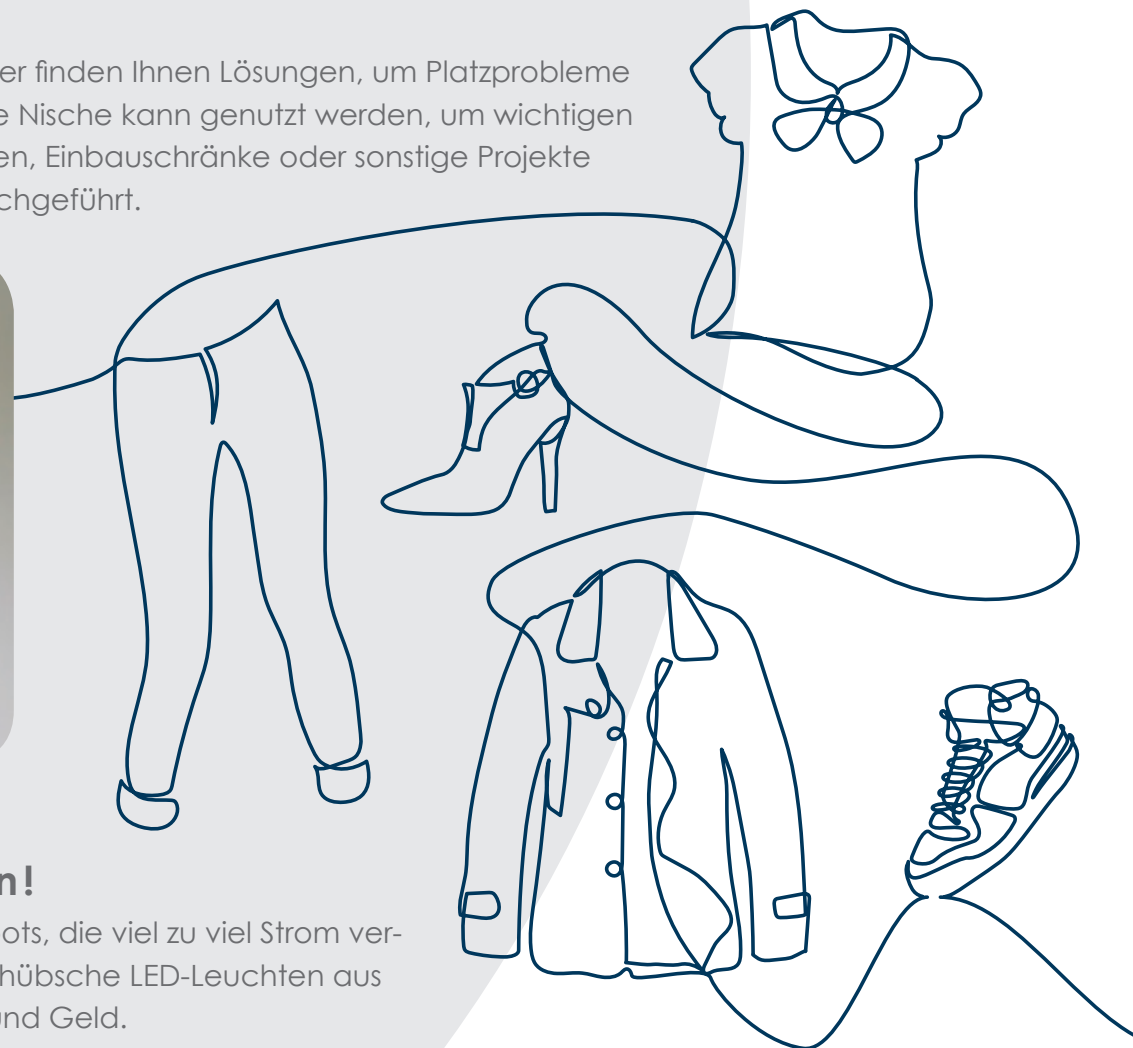 er finden Ihnen Lösungen, um Platzprobleme
e Nische kann genutzt werden, um wichtigen
en, Einbauschränke oder sonstige Projekte
chgeführt.
n!
ots, die viel zu viel Strom ver-
hübsche LED-Leuchten aus
und Geld.